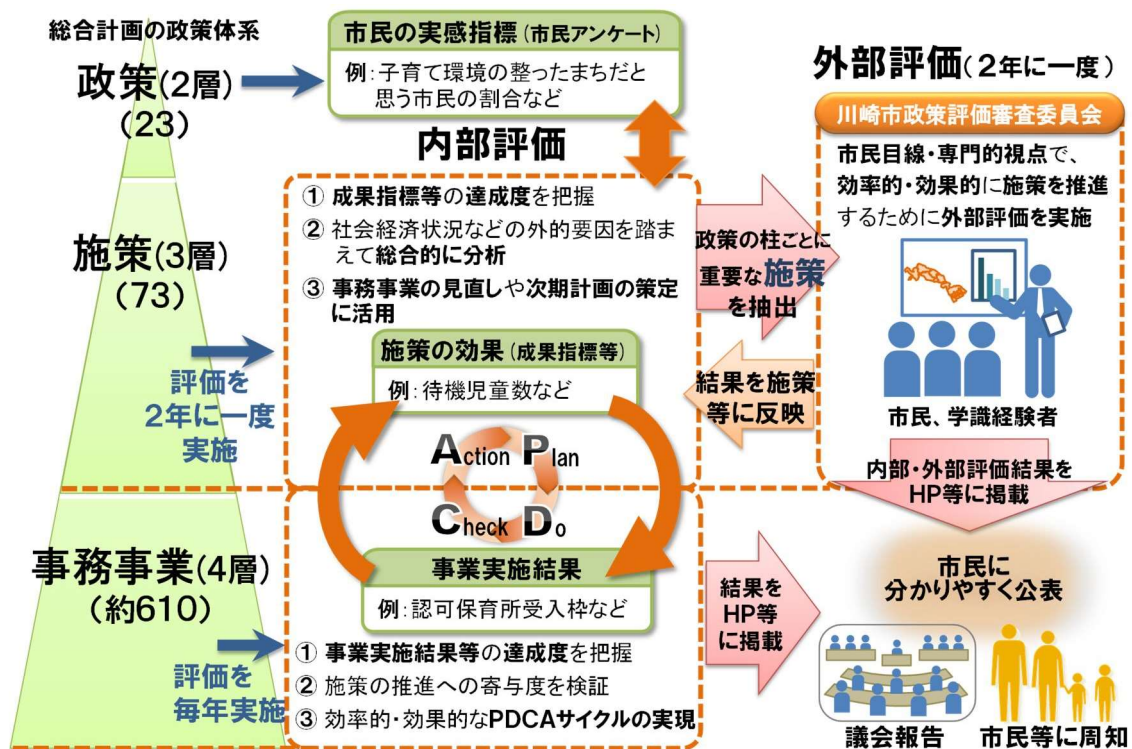 総合計画の政策体系
政策(2層)
(23)
施策(3層)
(73)
評価を
2年に一度
実施
事務事業(4層)
(約610)
評価を
毎年実施
市民の実感指標(市民アンケート)
例:子育て環境の整ったまちだと
思う市民の割合など
内部評価
① 成果指標等の達成度を把握
② 社会経済状況などの外的要因を踏ま
えて総合的に分析
③ 事務事業の見直しや次期計画の策定
に活用
施策の効果(成果指標等)
例:待機児童数など
Action Plan
Check Do
事業実施結果
例:認可保育所受入枠など
① 事業実施結果等の達成度を把握
② 施策の推進への寄与度を検証
③ 効率的・効果的なPDCAサイクルの実現
政策の柱ごとに
重要な施策
を抽出
結果を施策
等に反映
結果を
HP等
に掲載
外部評価(2年に一度)
川崎市政策評価審査委員会
市民目線・専門的視点で、
効率的・効果的に施策を推進
するために外部評価を実施
市民、学識経験者
内部・外部評価結果を
HP等に掲載
市民に
分かりやすく公表
議会報告
市民等に周知